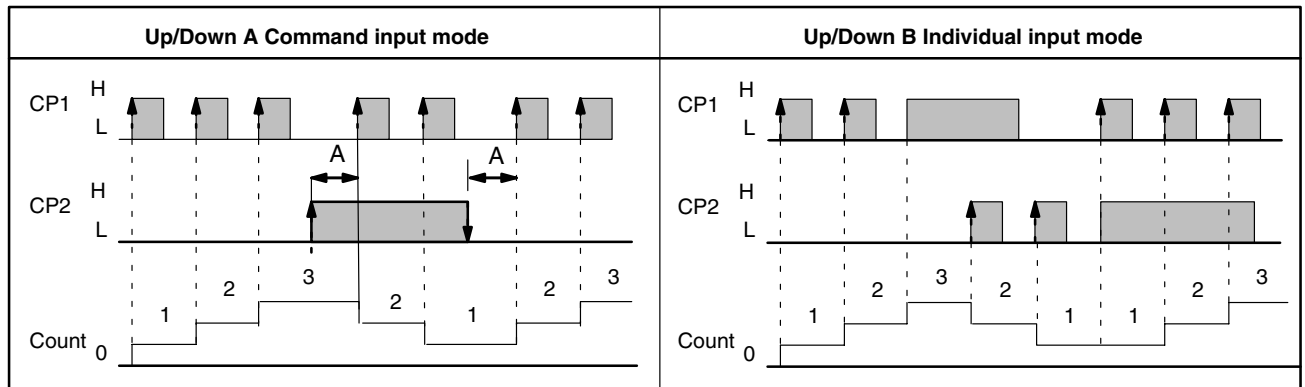 Up/Down A Command input mode
CP1
H
L
A
A
CP2
H
L
1
2
3
2
1
2
3
Count
0
Up/Down B Individual input mode
CP1
H
L
CP2
H
L
1
2
3
2
1
1
2
3
Count
0